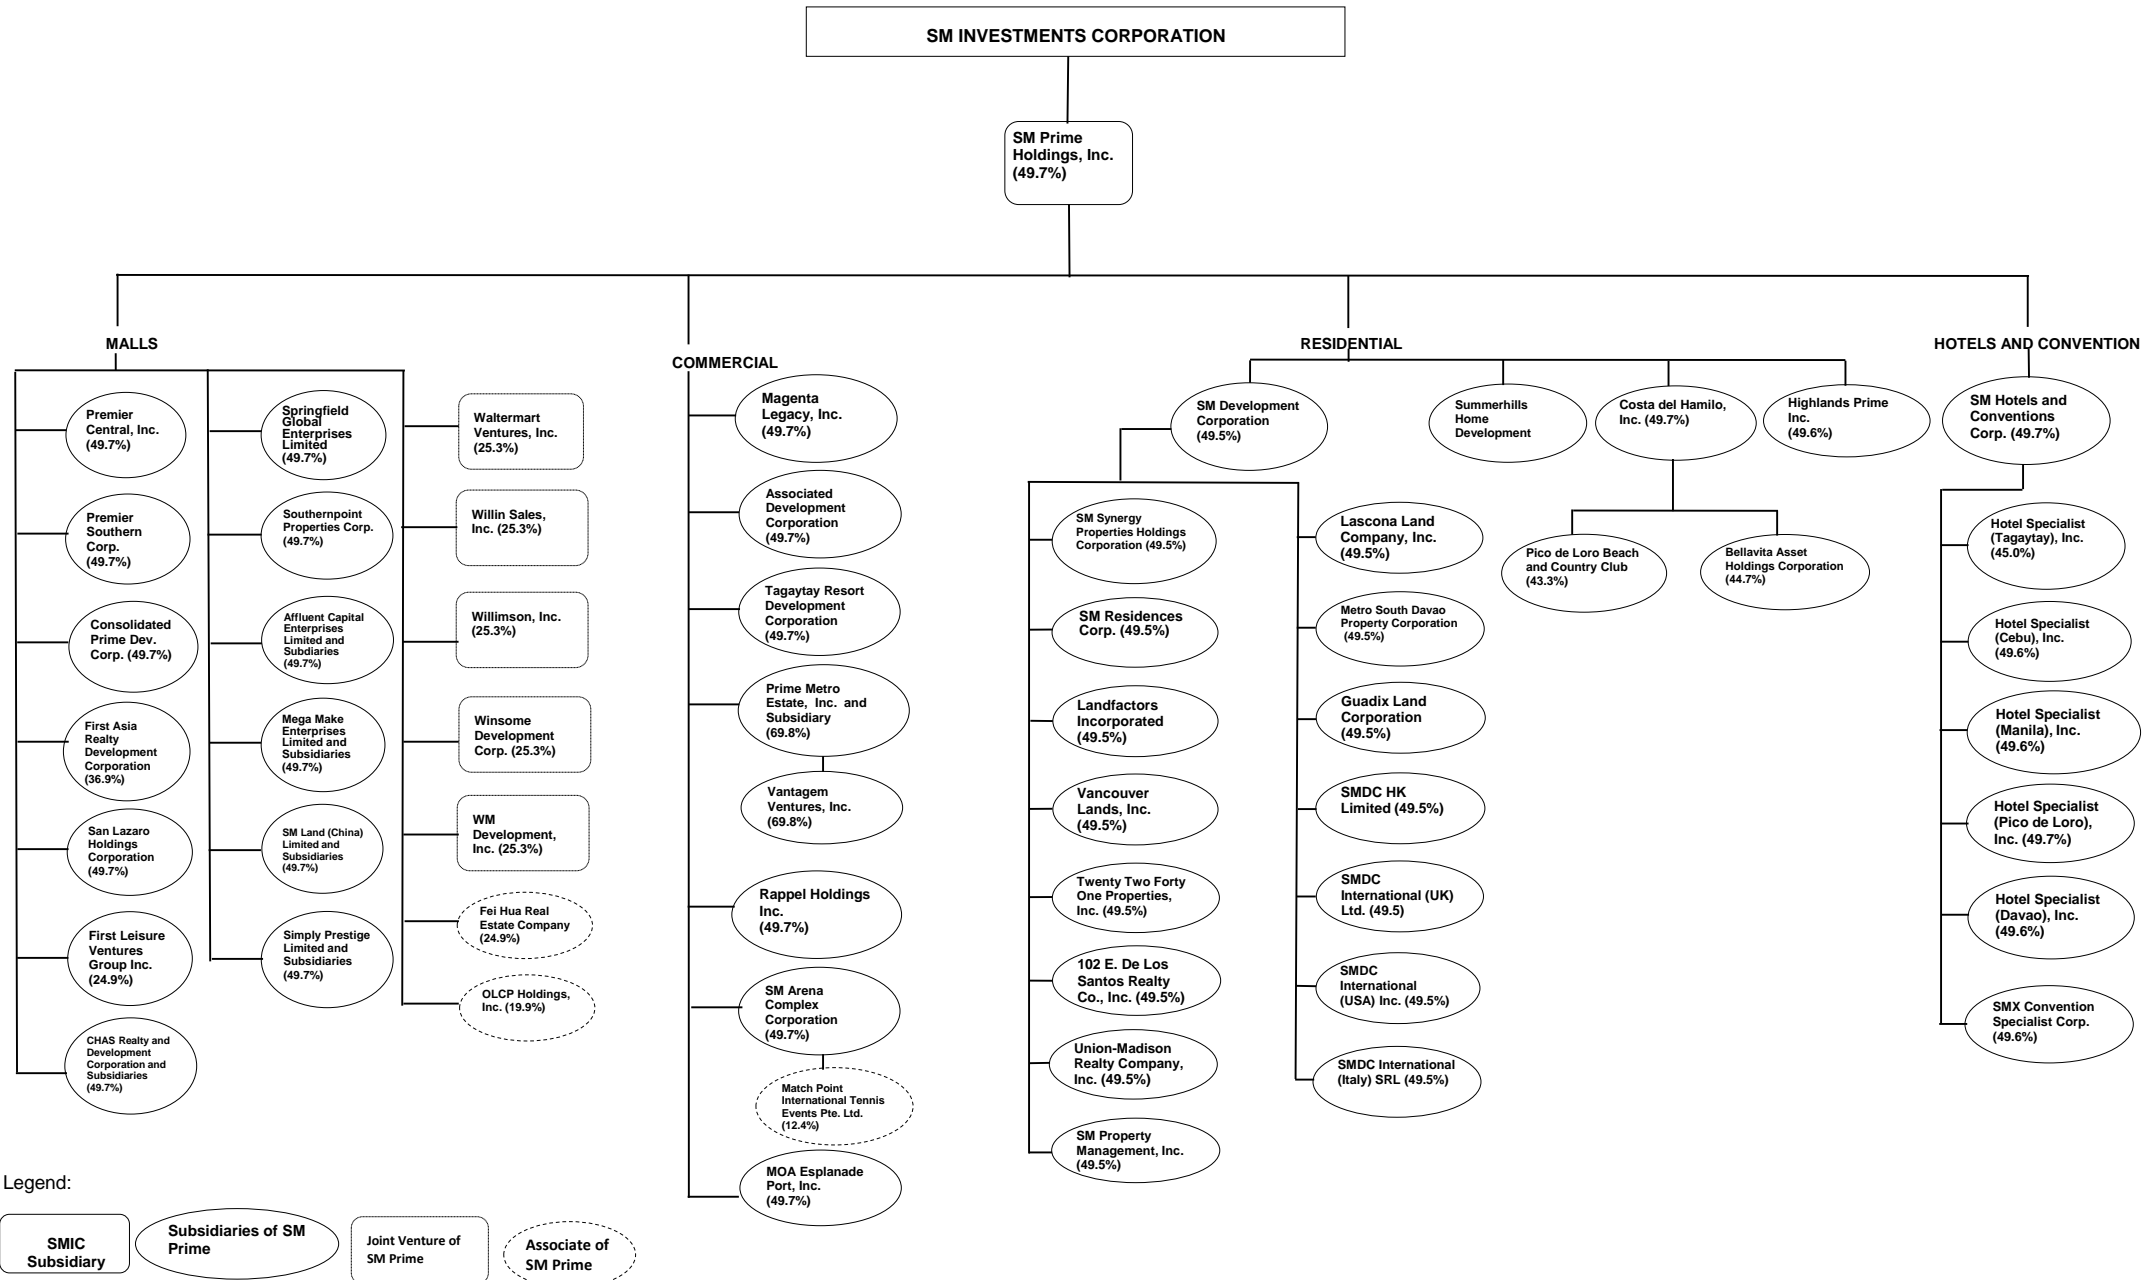 SM INVESTMENTS CORPORATION
SM Prime
Holdings, Inc.
(49.7%)
MALLS
Premier
Central, Inc.
(49.7%)
Premier
Southern
Corp.
(49.7%)
Consolidated
Prime Dev.
Corp. (49.7%)
First Asia
Realty
Development
Corporation
(36.9%)
San Lazaro
Holdings
Corporation
(49.7%)
First Leisure
Ventures
Group Inc.
(24.9%)
CHAS Realty and
Development
Corporation and
Subsidiaries
(49.7%)
Springfield
Global
Enterprises
Limited
(49.7%)
Southernpoint
Properties Corp.
(49.7%)
Affluent Capital
Enterprises
Limited and
Subdiaries
(49.7%)
Mega Make
Enterprises
Limited and
Subsidiaries
(49.7%)
SM Land (China)
Limited and
Subsidiaries
(49.7%)
Simply Prestige
Limited and
Subsidiaries
(49.7%)
Waltermart
Ventures, Inc.
(25.3%)
Willin Sales,
Inc. (25.3%)
Willimson, Inc.
(25.3%)
Winsome
Development
Corp. (25.3%)
WM
Development,
Inc. (25.3%)
Fei Hua Real
Estate Company
(24.9%)
OLCP Holdings,
Inc. (19.9%)
COMMERCIAL
Magenta
Legacy, Inc.
(49.7%)
Associated
Development
Corporation
(49.7%)
Tagaytay Resort
Development
Corporation
(49.7%)
Prime Metro
Estate, Inc. and
Subsidiary
(69.8%)
Vantagem
Ventures, Inc.
(69.8%)
Rappel Holdings
Inc.
(49.7%)
SM Arena
Complex
Corporation
(49.7%)
Match Point
International Tennis
Events Pte. Ltd.
(12.4%)
MOA Esplanade
Port, Inc.
(49.7%)
RESIDENTIAL
SM Development
Corporation
(49.5%)
Summerhills
Home
Development
Costa del Hamilo,
Inc. (49.7%)
Highlands Prime
Inc.
(49.6%)
SM Synergy
Properties Holdings
Corporation (49.5%)
SM Residences
Corp. (49.5%)
Landfactors
Incorporated
(49.5%)
Vancouver
Lands, Inc.
(49.5%)
Twenty Two Forty
One Properties,
Inc. (49.5%)
102 E. De Los
Santos Realty
Co., Inc. (49.5%)
Union-Madison
Realty Company,
Inc. (49.5%)
SM Property
Management, Inc.
(49.5%)
Lascona Land
Company, Inc.
(49.5%)
Metro South Davao
Property Corporation
(49.5%)
Guadix Land
Corporation
(49.5%)
SMDC HK
Limited (49.5%)
SMDC
International (UK)
Ltd. (49.5)
SMDC
International
(USA) Inc. (49.5%)
SMDC International
(Italy) SRL (49.5%)
Pico de Loro Beach
and Country Club
(43.3%)
Bellavita Asset
Holdings Corporation
(44.7%)
HOTELS AND CONVENTION
SM Hotels and
Conventions
Corp. (49.7%)
Hotel Specialist
(Tagaytay), Inc.
(45.0%)
Hotel Specialist
(Cebu), Inc.
(49.6%)
Hotel Specialist
(Manila), Inc.
(49.6%)
Hotel Specialist
(Pico de Loro),
Inc. (49.7%)
Hotel Specialist
(Davao), Inc.
(49.6%)
SMX Convention
Specialist Corp.
(49.6%)
Legend:
SMIC
Subsidiary
Subsidiaries of SM
Prime
Joint Venture of
SM Prime
Associate of
SM Prime